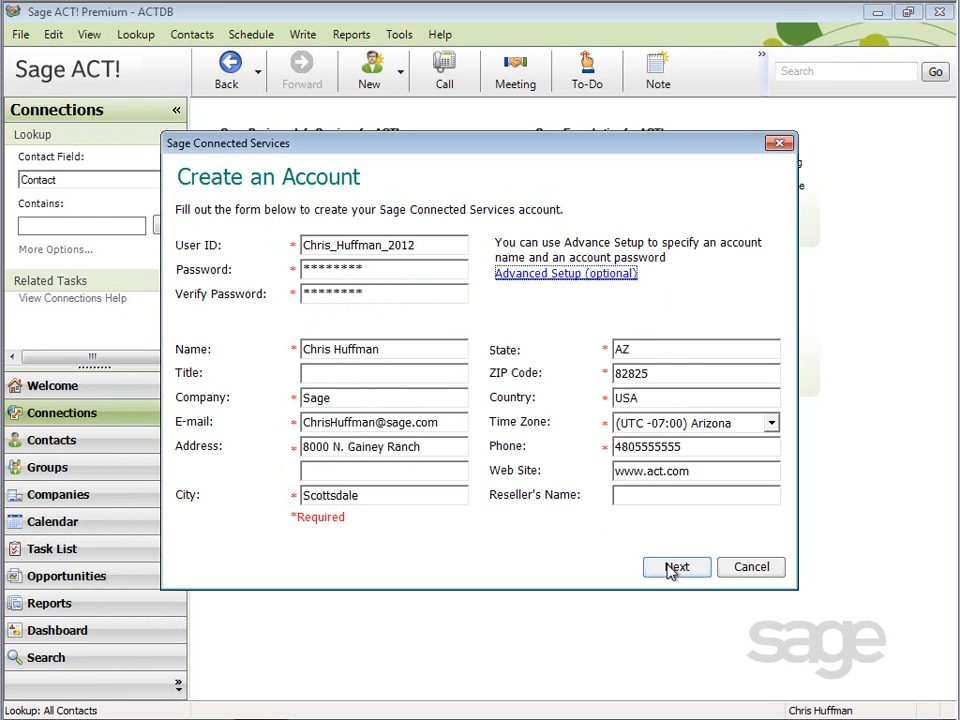 Sage ACT! Premium - ACTDB
File Edit View Lookup Contacts Schedule Write Reports Tools Help
Sage ACT!
Back Forward New Call Meeting To-Do Note
» Search Go
Connections «
Lookup
Contact Field:
Contact
Contains:
More Options...
Related Tasks
View Connections Help
Welcome
Connections
Contacts
Groups
Companies
Calendar
Task List
Opportunities
Reports
Dashboard
Search
»
Sage Connected Services
Create an Account
Fill out the form below to create your Sage Connected Services account.
User ID: * Chris_Huffman_2012
Password: * ********
Verify Password: * ********
You can use Advance Setup to specify an account
name and an account password
Advanced Setup (optional)
Name: * Chris Huffman
Title:
Company: * Sage
E-mail: * ChrisHuffman@sage.com
Address: * 8000 N. Gainey Ranch
City: * Scottsdale
*Required
State: * AZ
ZIP Code: * 82825
Country: * USA
Time Zone: * (UTC -07:00) Arizona
Phone: * 4805555555
Web Site: www.act.com
Reseller's Name:
Next Cancel
sage
Lookup: All Contacts
Chris Huffman